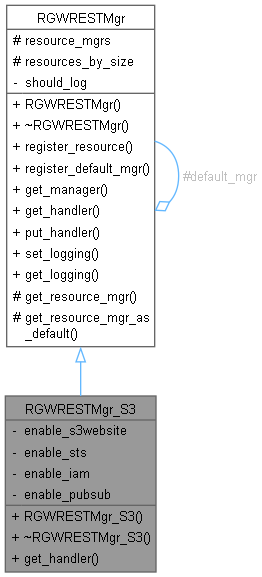 RGWRESTMgr
# resource_mgrs
# resources_by_size
- should_log
+ RGWRESTMgr()
+ ~RGWRESTMgr()
+ register_resource()
+ register_default_mgr()
+ get_manager()
+ get_handler()
+ put_handler()
+ set_logging()
+ get_logging()
# get_resource_mgr()
# get_resource_mgr_as
_default()
#default_mgr
RGWRESTMgr_S3
- enable_s3website
- enable_sts
- enable_iam
- enable_pubsub
+ RGWRESTMgr_S3()
+ ~RGWRESTMgr_S3()
+ get_handler()